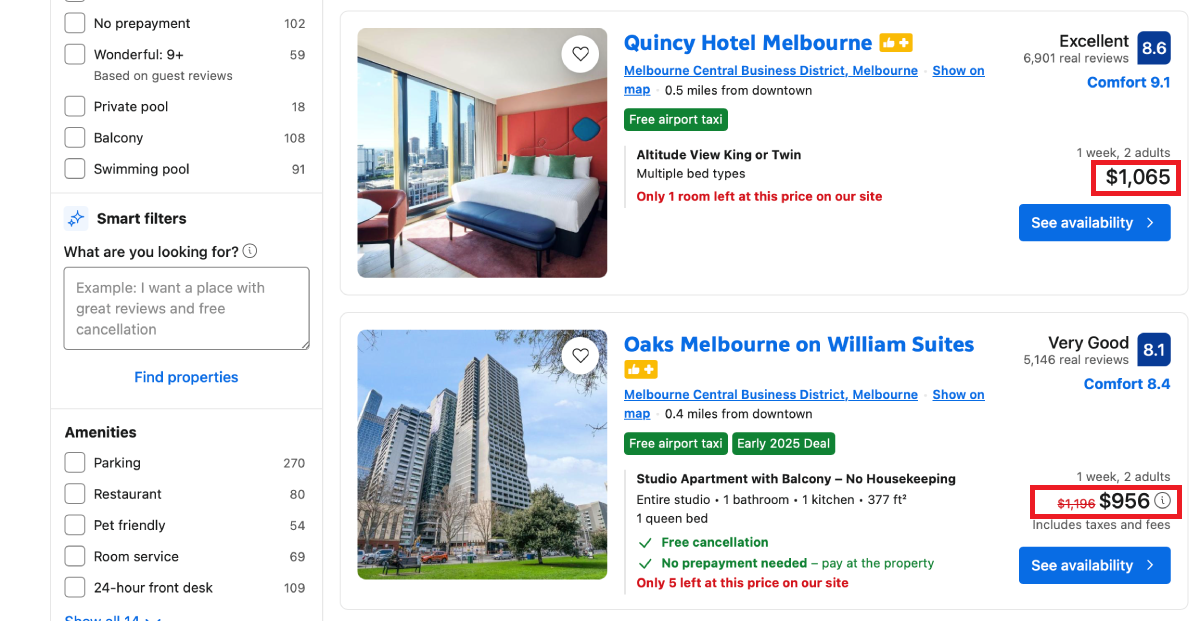 No prepayment 102
Wonderful: 9+ 59
Based on guest reviews
Private pool 18
Balcony 108
Swimming pool 91
Smart filters
What are you looking for?
Example: I want a place with
great reviews and free
cancellation
Find properties
Amenities
Parking 270
Restaurant 80
Pet friendly 54
Room service 69
24-hour front desk 109
Show all 14
Quincy Hotel Melbourne
Melbourne Central Business District, Melbourne Show on
map 0.5 miles from downtown
Free airport taxi
Altitude View King or Twin
Multiple bed types
Only 1 room left at this price on our site
Excellent 8.6
6,901 real reviews
Comfort 9.1
1 week, 2 adults
$1,065
See availability
Oaks Melbourne on William Suites
Melbourne Central Business District, Melbourne Show on
map 0.4 miles from downtown
Free airport taxi Early 2025 Deal
Studio Apartment with Balcony – No Housekeeping
Entire studio • 1 bathroom • 1 kitchen • 377 ft²
1 queen bed
Free cancellation
No prepayment needed – pay at the property
Only 5 left at this price on our site
Very Good 8.1
5,146 real reviews
Comfort 8.4
1 week, 2 adults
$1,196 $956
Includes taxes and fees
See availability